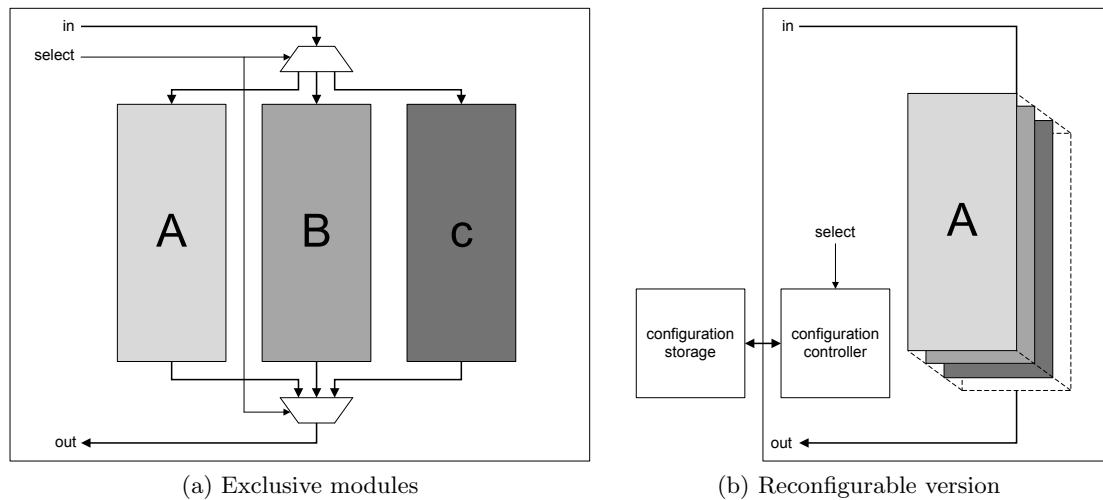 in
select
A
B
c
out
(a) Exclusive modules
in
A
select
configuration
storage
configuration
controller
out
(b) Reconfigurable version